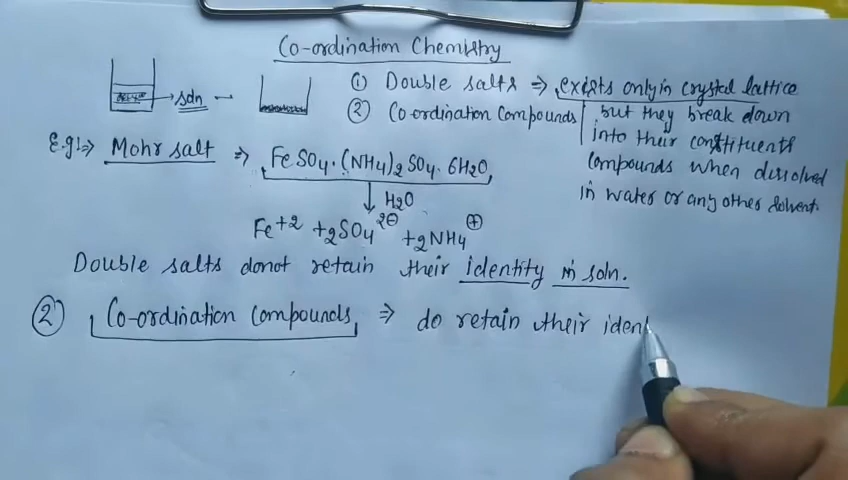 Co-ordination Chemistry
soln
① Double salts ⇒ exists only in crystal lattice
② Coordination Compounds
but they break down
into their constituents
compounds when dissolved
in water or any other solvent.
E.g:-> Mohr salt ⇒ FeSO4.(NH4)2SO4.6H2O
H2O
Fe+2 + 2SO4 2⊖ + 2NH4 ⊕
Double salts donot retain their identity in soln.
② Co-ordination Compounds ⇒ do retain their ident